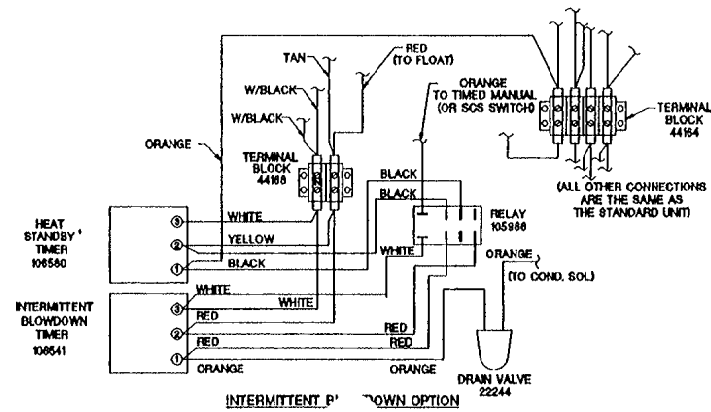 TAN
RED
(TO FLOAT)
W/BLACK
W/BLACK
ORANGE
TO TIMED MANUAL
(OR SCS SWITCH)
TERMINAL
BLOCK
44164
ORANGE
TERMINAL
BLOCK
44168
BLACK
BLACK
(ALL OTHER CONNECTIONS
ARE THE SAME AS
THE STANDARD UNIT)
HEAT
STANDBY
TIMER
106580
3
2
1
WHITE
YELLOW
BLACK
RELAY
105986
WHITE
ORANGE
(TO COND. SOL)
INTERMITTENT
BLOWDOWN
TIMER
106541
3
2
1
WHITE
WHITE
RED
RED
RED
RED
ORANGE
ORANGE
DRAIN VALVE
22244
INTERMITTENT OPTION